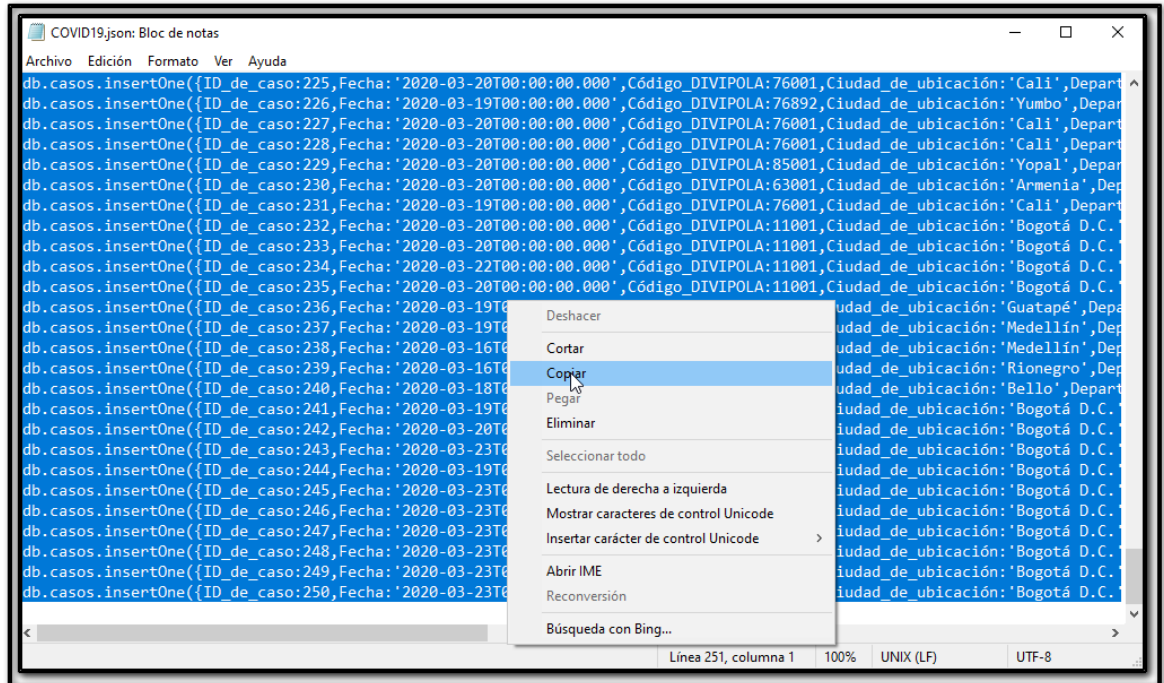 COVID19.json: Bloc de notas
Archivo Edición Formato Ver Ayuda
db.casos.insertOne({ID_de_caso:225,Fecha:'2020-03-20T00:00:00.000',Código_DIVIPOLA:76001,Ciudad_de_ubicación:'Cali',Depart
db.casos.insertOne({ID_de_caso:226,Fecha:'2020-03-19T00:00:00.000',Código_DIVIPOLA:76892,Ciudad_de_ubicación:'Yumbo',Depar
db.casos.insertOne({ID_de_caso:227,Fecha:'2020-03-20T00:00:00.000',Código_DIVIPOLA:76001,Ciudad_de_ubicación:'Cali',Depart
db.casos.insertOne({ID_de_caso:228,Fecha:'2020-03-20T00:00:00.000',Código_DIVIPOLA:76001,Ciudad_de_ubicación:'Cali',Depart
db.casos.insertOne({ID_de_caso:229,Fecha:'2020-03-20T00:00:00.000',Código_DIVIPOLA:85001,Ciudad_de_ubicación:'Yopal',Depar
db.casos.insertOne({ID_de_caso:230,Fecha:'2020-03-20T00:00:00.000',Código_DIVIPOLA:63001,Ciudad_de_ubicación:'Armenia',Dep
db.casos.insertOne({ID_de_caso:231,Fecha:'2020-03-19T00:00:00.000',Código_DIVIPOLA:76001,Ciudad_de_ubicación:'Cali',Depart
db.casos.insertOne({ID_de_caso:232,Fecha:'2020-03-20T00:00:00.000',Código_DIVIPOLA:11001,Ciudad_de_ubicación:'Bogotá D.C.'
db.casos.insertOne({ID_de_caso:233,Fecha:'2020-03-20T00:00:00.000',Código_DIVIPOLA:11001,Ciudad_de_ubicación:'Bogotá D.C.'
db.casos.insertOne({ID_de_caso:234,Fecha:'2020-03-22T00:00:00.000',Código_DIVIPOLA:11001,Ciudad_de_ubicación:'Bogotá D.C.'
db.casos.insertOne({ID_de_caso:235,Fecha:'2020-03-20T00:00:00.000',Código_DIVIPOLA:11001,Ciudad_de_ubicación:'Bogotá D.C.'
db.casos.insertOne({ID_de_caso:236,Fecha:'2020-03-19T0 iudad_de_ubicación:'Guatapé',Depa
db.casos.insertOne({ID_de_caso:237,Fecha:'2020-03-19T0 udad_de_ubicación:'Medellín',Dep
db.casos.insertOne({ID_de_caso:238,Fecha:'2020-03-16T0 udad_de_ubicación:'Medellín',Dep
db.casos.insertOne({ID_de_caso:239,Fecha:'2020-03-16T0 udad_de_ubicación:'Rionegro',Dep
db.casos.insertOne({ID_de_caso:240,Fecha:'2020-03-18T0 udad_de_ubicación:'Bello',Depart
db.casos.insertOne({ID_de_caso:241,Fecha:'2020-03-19T0 iudad_de_ubicación:'Bogotá D.C.'
db.casos.insertOne({ID_de_caso:242,Fecha:'2020-03-20T0 iudad_de_ubicación:'Bogotá D.C.'
db.casos.insertOne({ID_de_caso:243,Fecha:'2020-03-23T0 iudad_de_ubicación:'Bogotá D.C.'
db.casos.insertOne({ID_de_caso:244,Fecha:'2020-03-19T0 iudad_de_ubicación:'Bogotá D.C.'
db.casos.insertOne({ID_de_caso:245,Fecha:'2020-03-23T0 iudad_de_ubicación:'Bogotá D.C.'
db.casos.insertOne({ID_de_caso:246,Fecha:'2020-03-23T0 iudad_de_ubicación:'Bogotá D.C.'
db.casos.insertOne({ID_de_caso:247,Fecha:'2020-03-23T0 iudad_de_ubicación:'Bogotá D.C.'
db.casos.insertOne({ID_de_caso:248,Fecha:'2020-03-23T0 iudad_de_ubicación:'Bogotá D.C.'
db.casos.insertOne({ID_de_caso:249,Fecha:'2020-03-23T0 iudad_de_ubicación:'Bogotá D.C.'
db.casos.insertOne({ID_de_caso:250,Fecha:'2020-03-23T0 iudad_de_ubicación:'Bogotá D.C.'
Deshacer
Cortar
Copiar
Pegar
Eliminar
Seleccionar todo
Lectura de derecha a izquierda
Mostrar caracteres de control Unicode
Insertar carácter de control Unicode
Abrir IME
Reconversión
Búsqueda con Bing...
Línea 251, columna 1 100% UNIX (LF) UTF-8